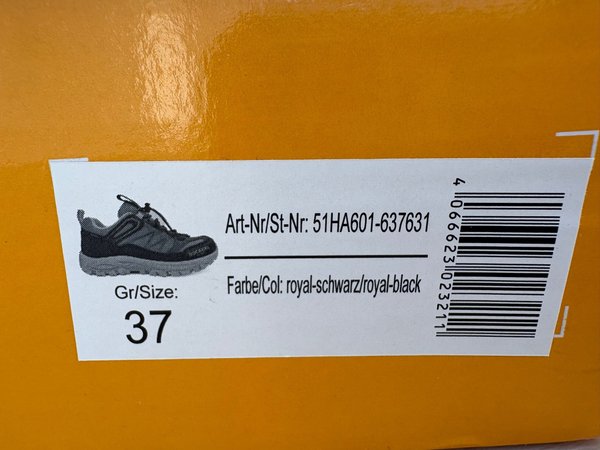 Art-Nr/St-Nr: 51HA601-637631
Farbe/Col: royal-schwarz/royal-black
Gr/Size:
37
4 066623 023211